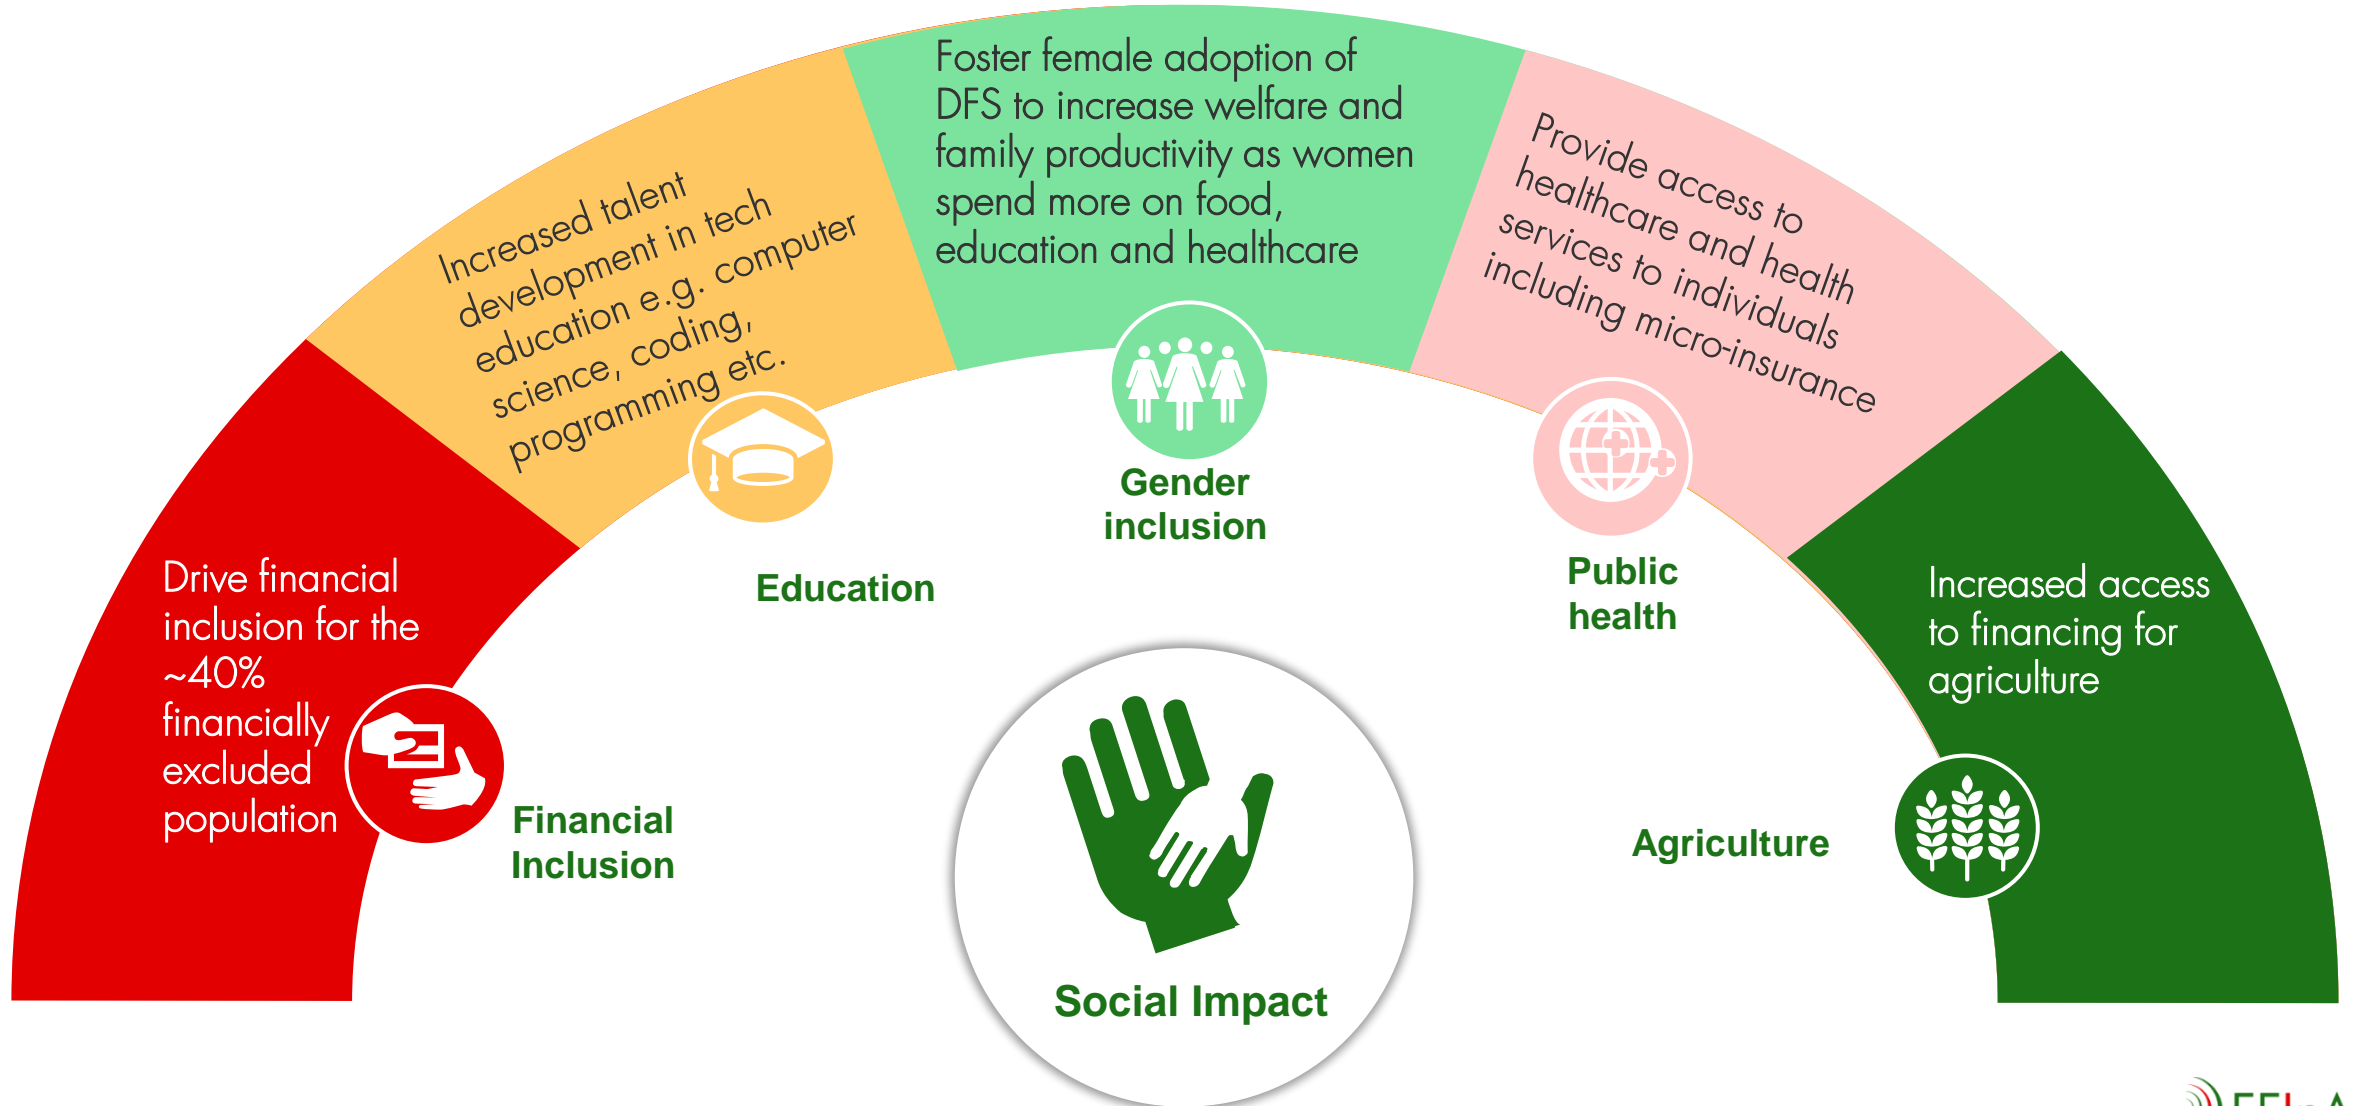 Drive financial
inclusion for the
~40%
financially
excluded
population
Financial
Inclusion
Increased talent
development in tech
education e.g. computer
science, coding,
programming etc.
Education
Foster female adoption of
DFS to increase welfare and
family productivity as women
spend more on food,
education and healthcare
Gender
inclusion
Provide access to
healthcare and health
services to individuals
including micro-insurance
Public
health
Increased access
to financing for
agriculture
Agriculture
Social Impact